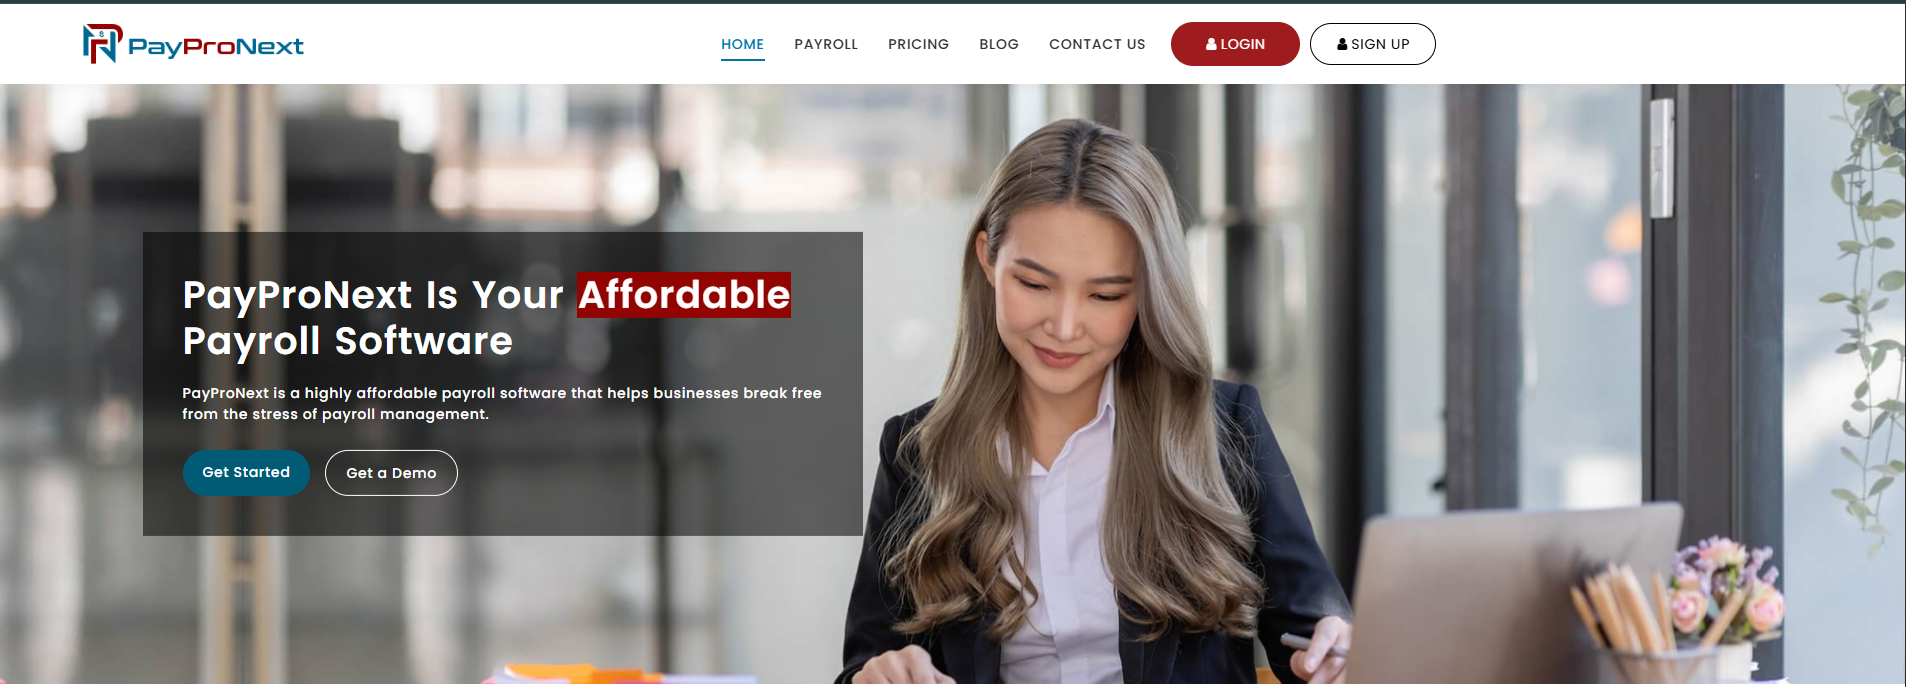 PayProNext
HOME
PAYROLL
PRICING
BLOG
CONTACT US
LOGIN
SIGN UP
PayProNext Is Your Affordable
Payroll Software
PayProNext is a highly affordable payroll software that helps businesses break free
from the stress of payroll management.
Get Started
Get a Demo